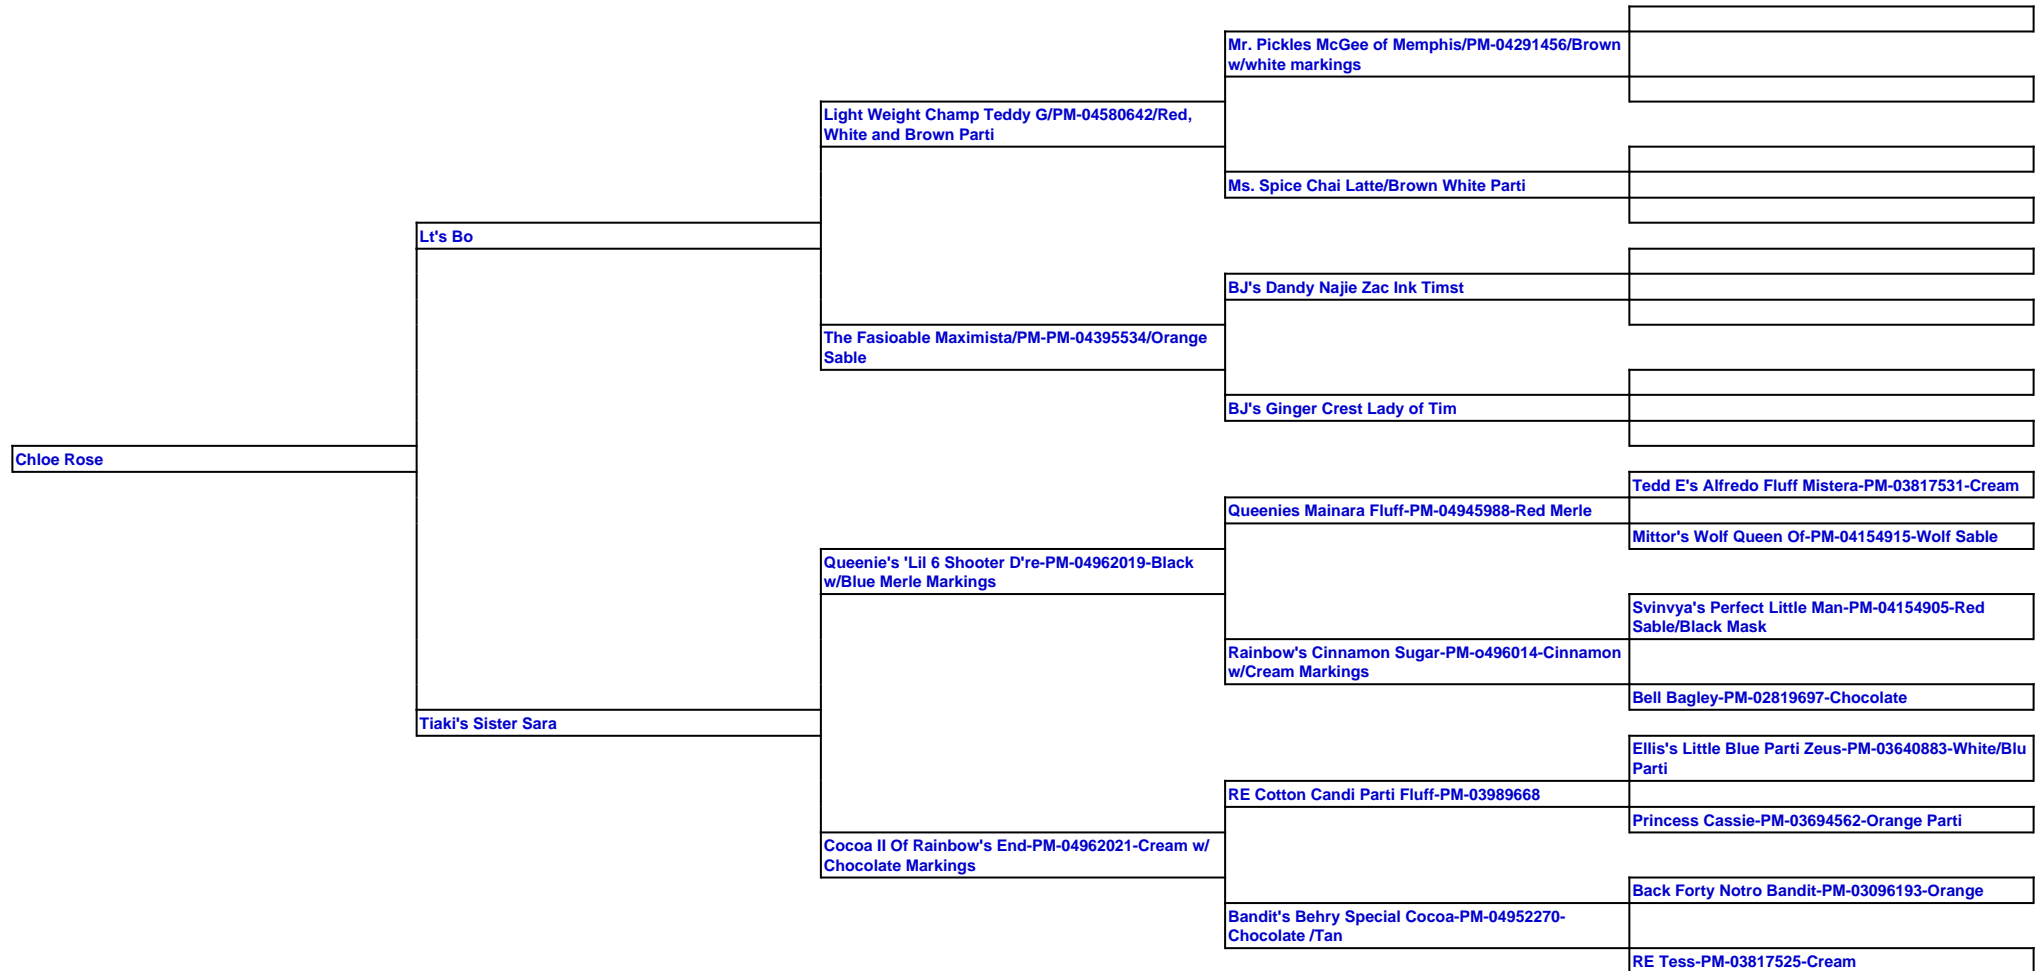 Mr. Pickles McGee of Memphis/PM-04291456/Brown
w/white markings
Light Weight Champ Teddy G/PM-04580642/Red,
White and Brown Parti
Ms. Spice Chai Latte/Brown White Parti
Lt's Bo
BJ's Dandy Najie Zac Ink Timst
The Fasioable Maximista/PM-PM-04395534/Orange
Sable
BJ's Ginger Crest Lady of Tim
Chloe Rose
Tedd E's Alfredo Fluff Mistera-PM-03817531-Cream
Queenies Mainara Fluff-PM-04945988-Red Merle
Mittor's Wolf Queen Of-PM-04154915-Wolf Sable
Queenie's 'Lil 6 Shooter D're-PM-04962019-Black
w/Blue Merle Markings
Svinvya's Perfect Little Man-PM-04154905-Red
Sable/Black Mask
Rainbow's Cinnamon Sugar-PM-o496014-Cinnamon
w/Cream Markings
Bell Bagley-PM-02819697-Chocolate
Tiaki's Sister Sara
Ellis's Little Blue Parti Zeus-PM-03640883-White/Blu
Parti
RE Cotton Candi Parti Fluff-PM-03989668
Princess Cassie-PM-03694562-Orange Parti
Cocoa II Of Rainbow's End-PM-04962021-Cream w/
Chocolate Markings
Back Forty Notro Bandit-PM-03096193-Orange
Bandit's Behry Special Cocoa-PM-04952270-
Chocolate /Tan
RE Tess-PM-03817525-Cream